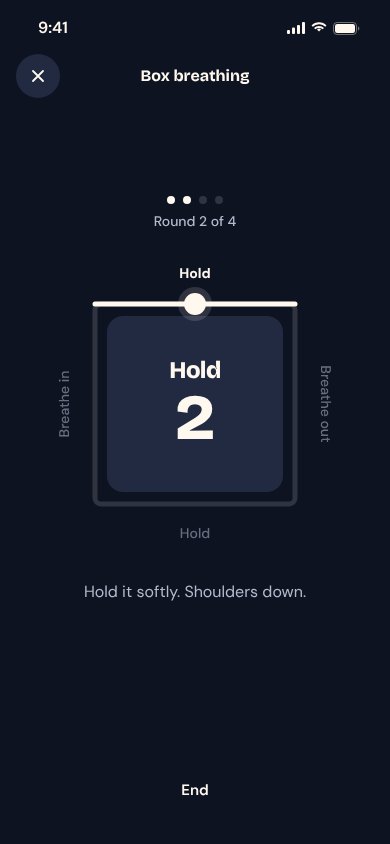 9:41
Box breathing
Round 2 of 4
Hold
Breathe in
Hold
2
Breathe out
Hold
Hold it softly. Shoulders down.
End